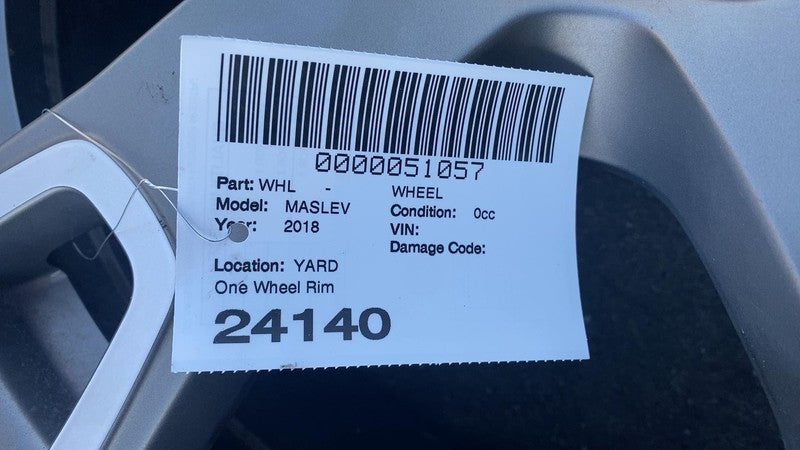 0000051057
Part: WHL - WHEEL
Model: MASLEV Condition: 0cc
Year: 2018 VIN:
Damage Code:
Location: YARD
One Wheel Rim
24140